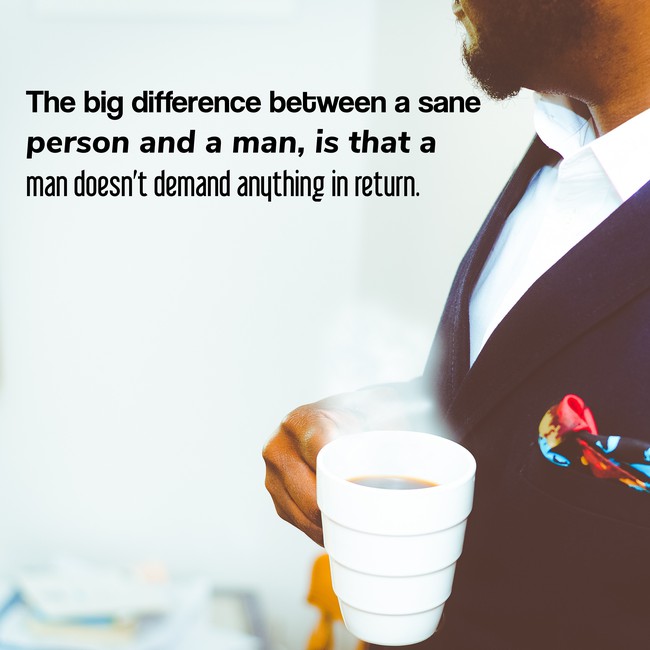 The big difference between a sane
person and a man, is that a
man doesn't demand anything in return.